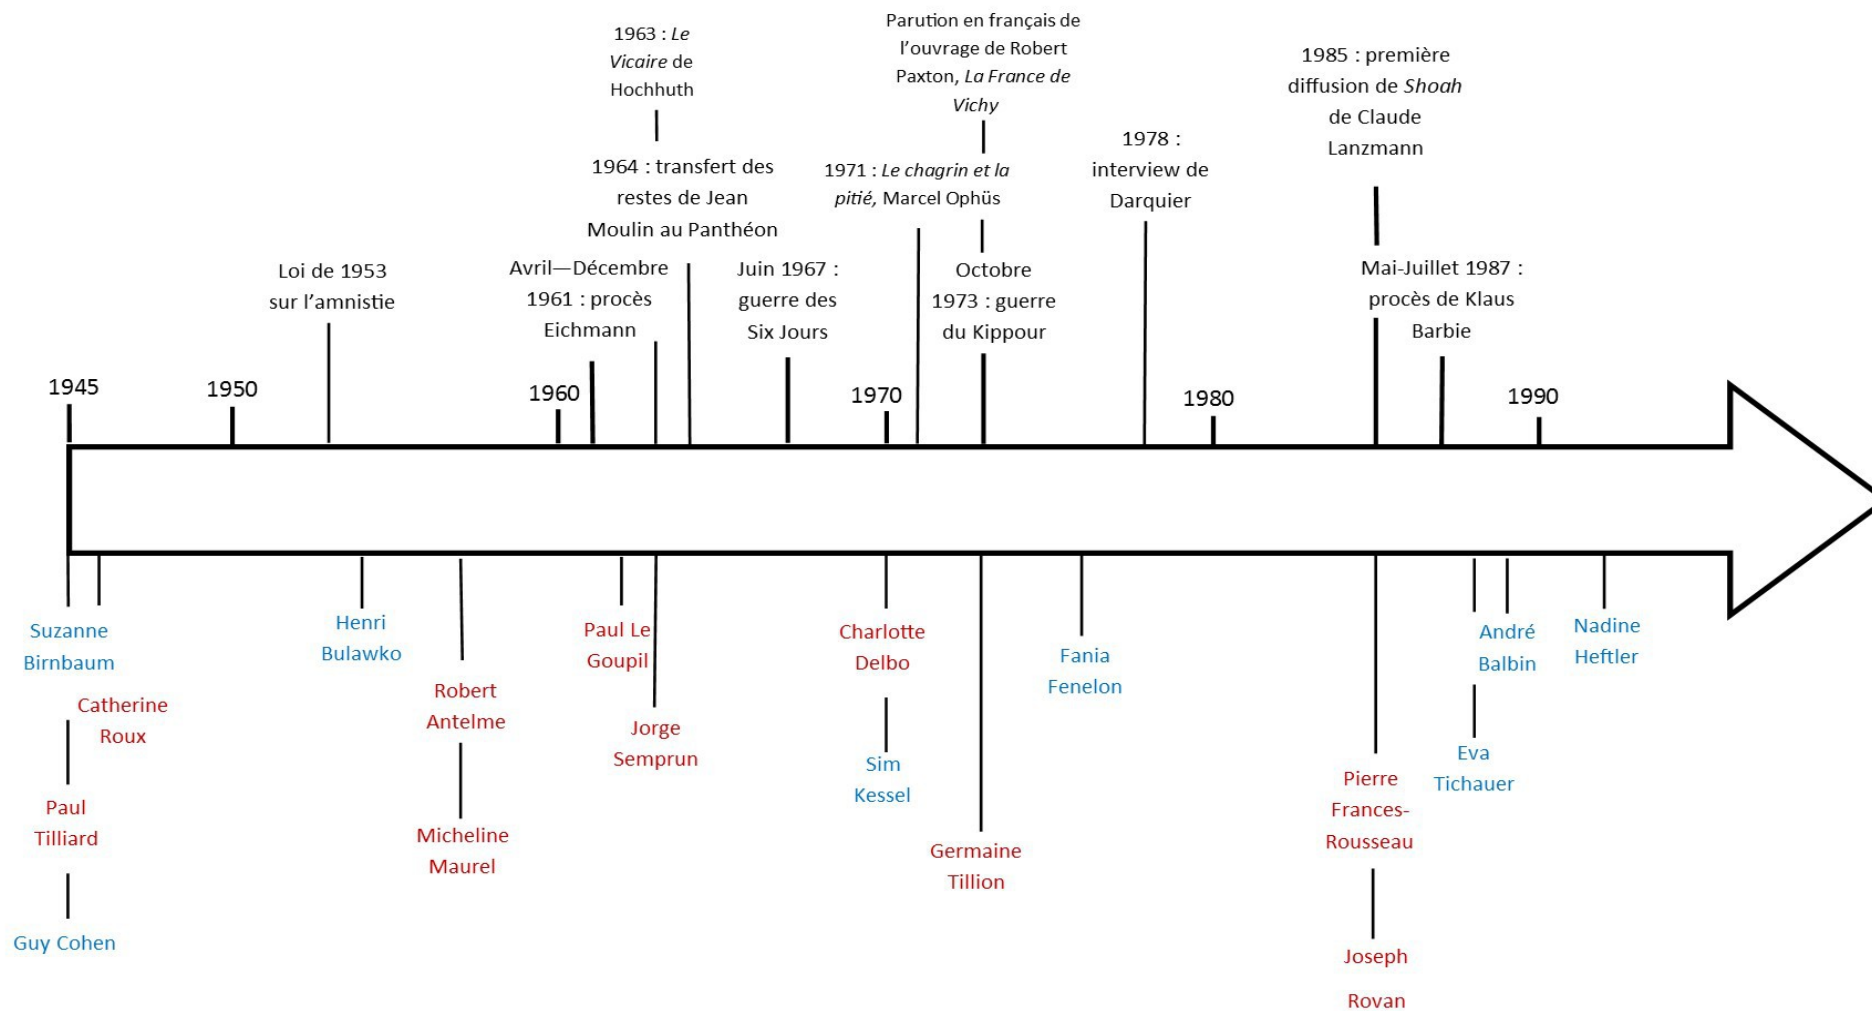 1963 : Le
Vicaire de
Hochhuth
Parution en français de
l’ouvrage de Robert
Paxton, La France de
Vichy
1985 : première
diffusion de Shoah
de Claude
Lanzmann
1964 : transfert des
restes de Jean
Moulin au Panthéon
1971 : Le chagrin et la
pitié, Marcel Ophüs
1978 :
interview de
Darquier
Loi de 1953
sur l’amnistie
Avril—Décembre
1961 : procès
Eichmann
Juin 1967 :
guerre des
Six Jours
Octobre
1973 : guerre
du Kippour
Mai-Juillet 1987 :
procès de Klaus
Barbie
1945
1950
1960
1970
1980
1990
Suzanne
Birnbaum
Catherine
Roux
Paul
Tilliard
Guy Cohen
Henri
Bulawko
Robert
Antelme
Micheline
Maurel
Paul Le
Goupil
Jorge
Semprun
Charlotte
Delbo
Sim
Kessel
Germaine
Tillion
Fania
Fenelon
Pierre
Frances-
Rousseau
Joseph
Rovan
André
Balbin
Eva
Tichauer
Nadine
Heftler